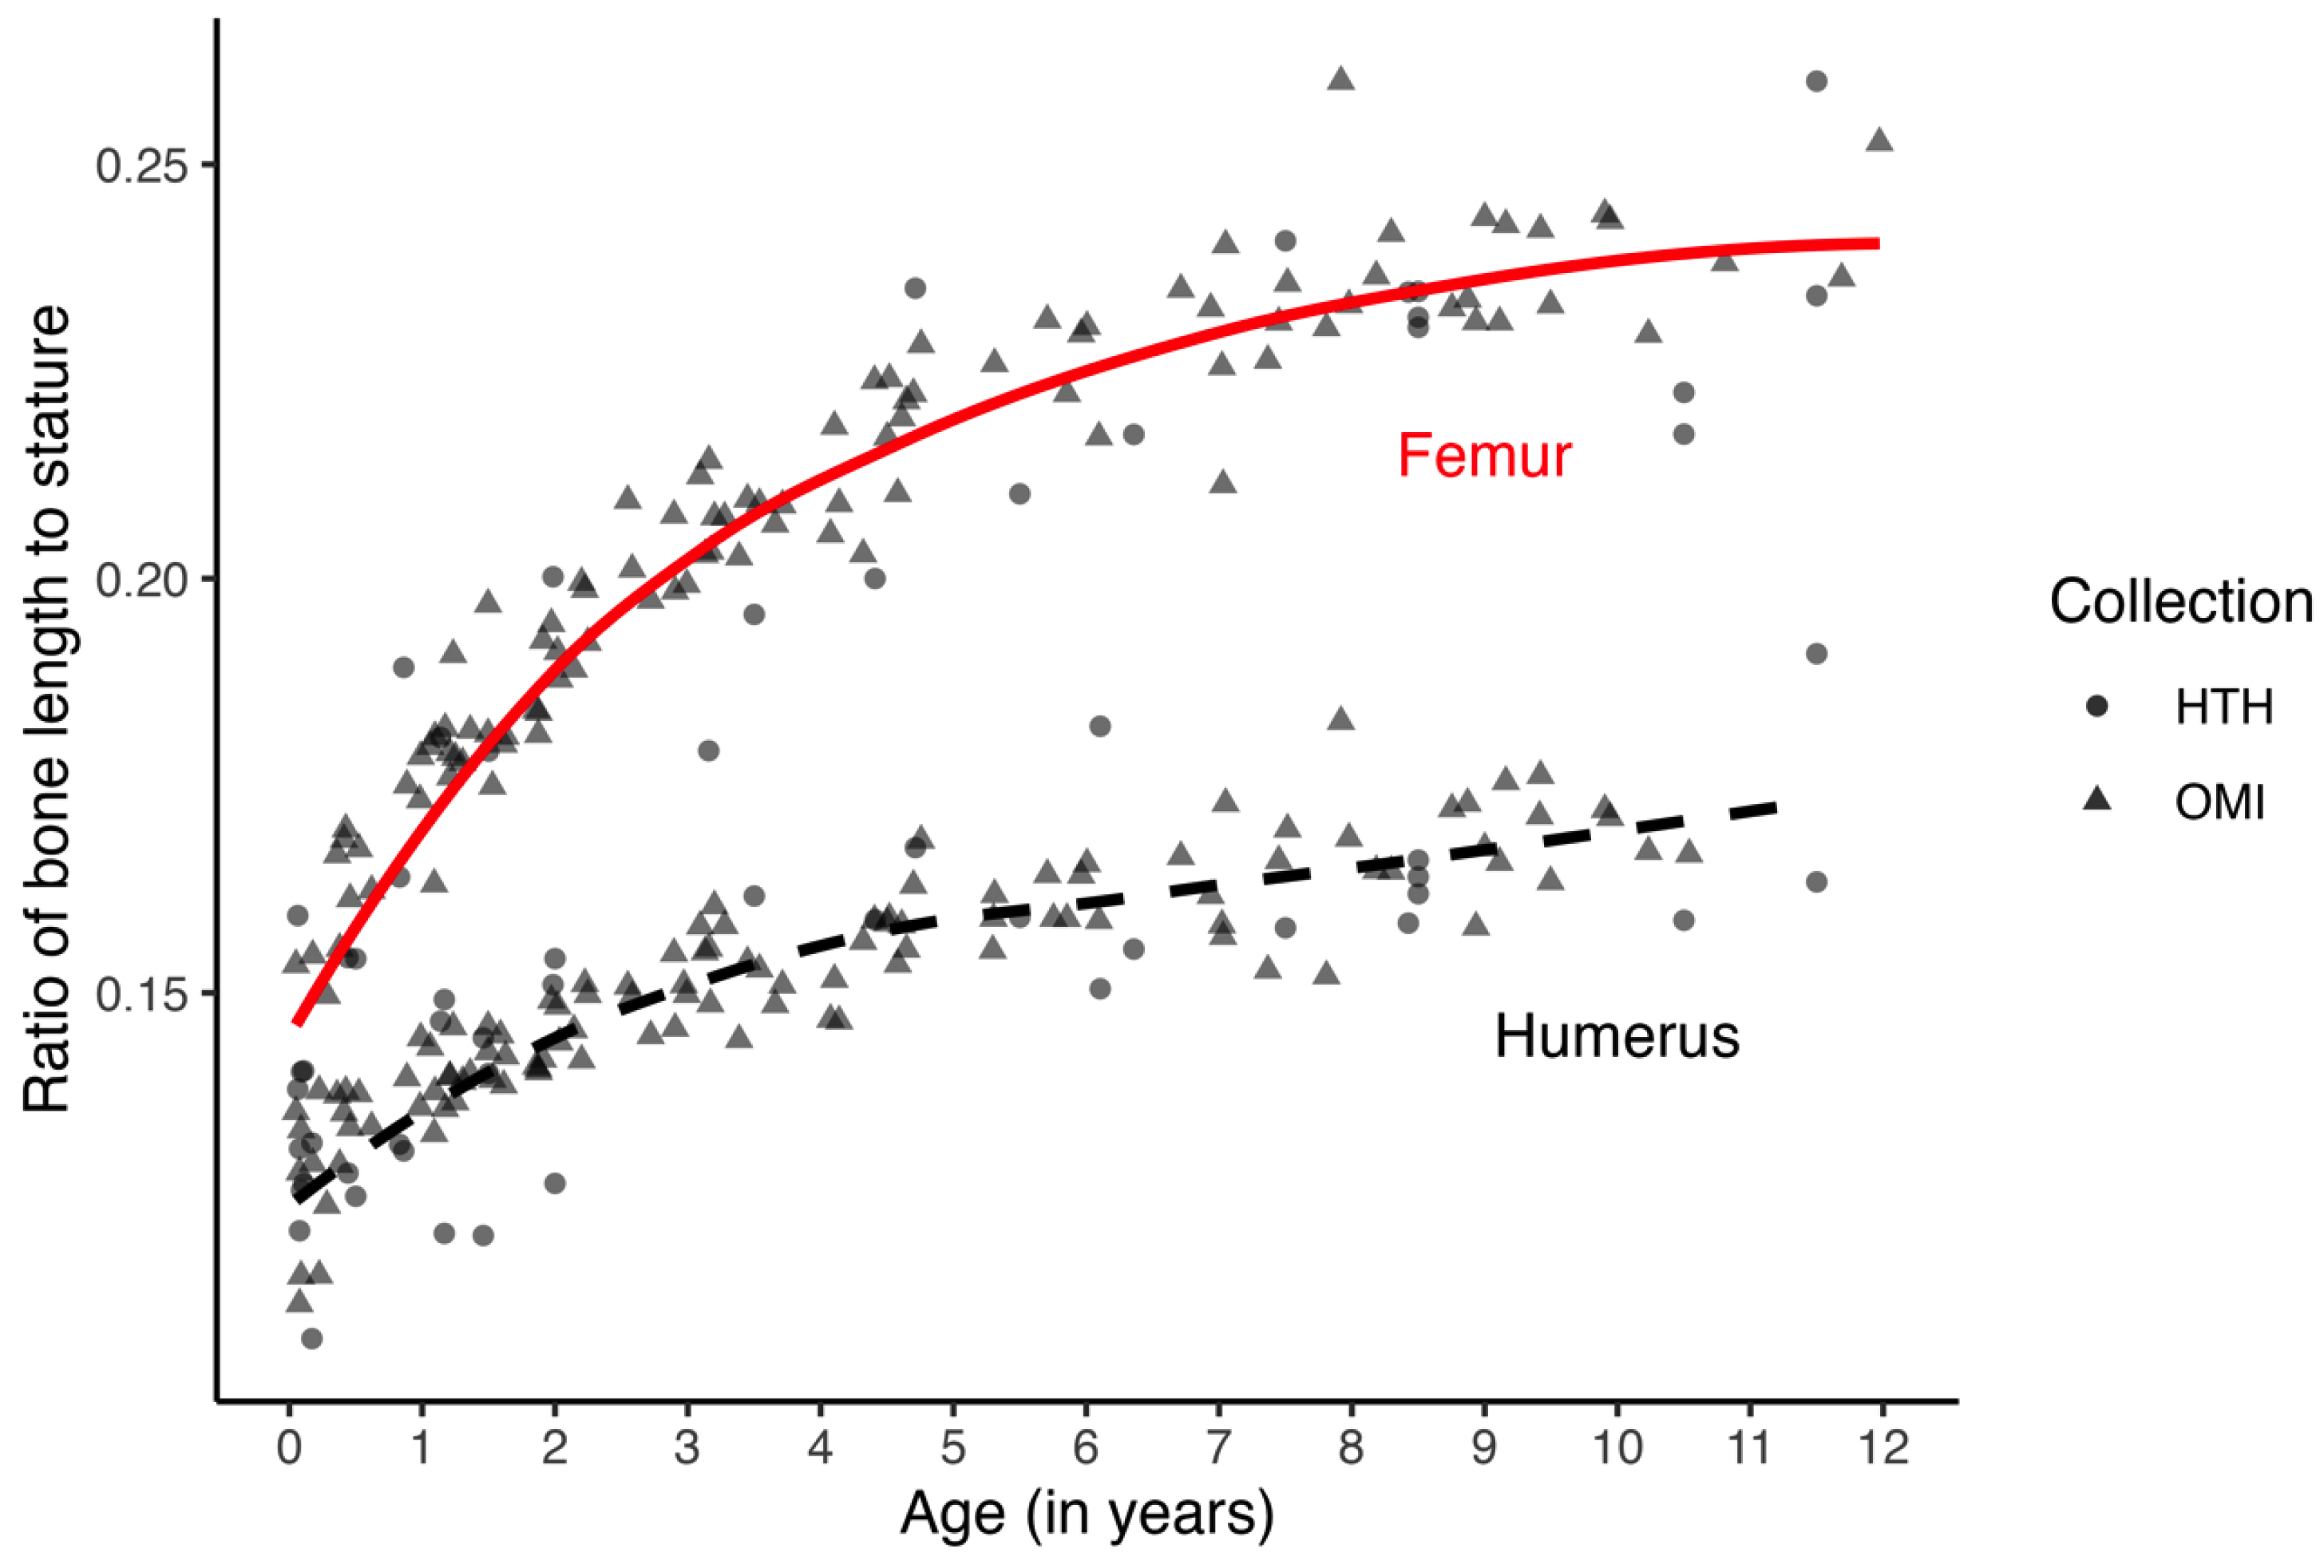 Ratio of bone length to stature
0.25
0.20
0.15
Femur
Humerus
Collection
HTH
OMI
0 1 2 3 4 5 6 7 8 9 10 11 12
Age (in years)